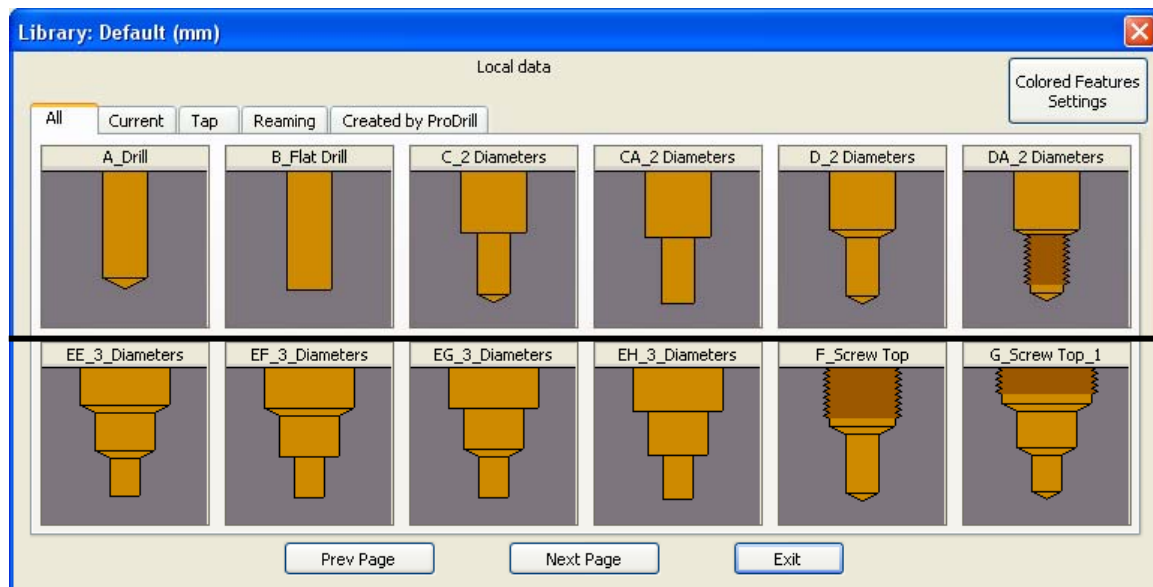 Library: Default (mm)
Local data
Colored Features
Settings
All Current Tap Reaming Created by ProDrill
A_Drill B_Flat Drill C_2 Diameters CA_2 Diameters D_2 Diameters DA_2 Diameters
EE_3_Diameters EF_3_Diameters EG_3_Diameters EH_3_Diameters F_Screw Top G_Screw Top_1
Prev Page Next Page Exit